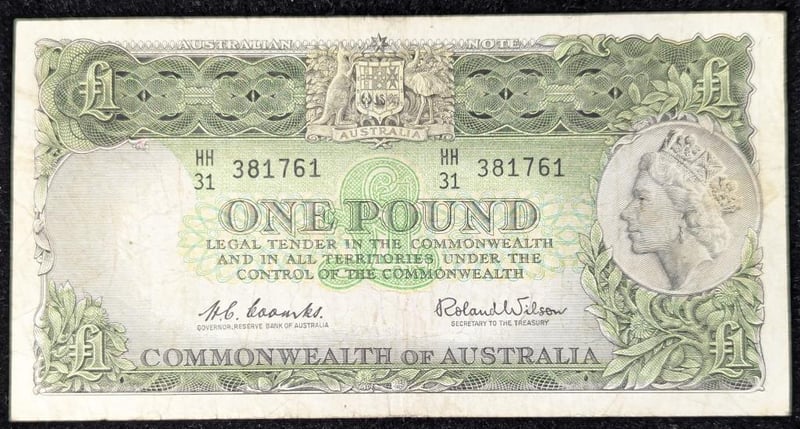 AUSTRALIAN NOTE
£1 £1
AUSTRALIA
HH
31 381761 HH
31 381761
ONE POUND
LEGAL TENDER IN THE COMMONWEALTH
AND IN ALL TERRITORIES UNDER THE
CONTROL OF THE COMMONWEALTH
H.C. Coombs. Roland Wilson
GOVERNOR, RESERVE BANK OF AUSTRALIA SECRETARY TO THE TREASURY
£1 £1
COMMONWEALTH OF AUSTRALIA